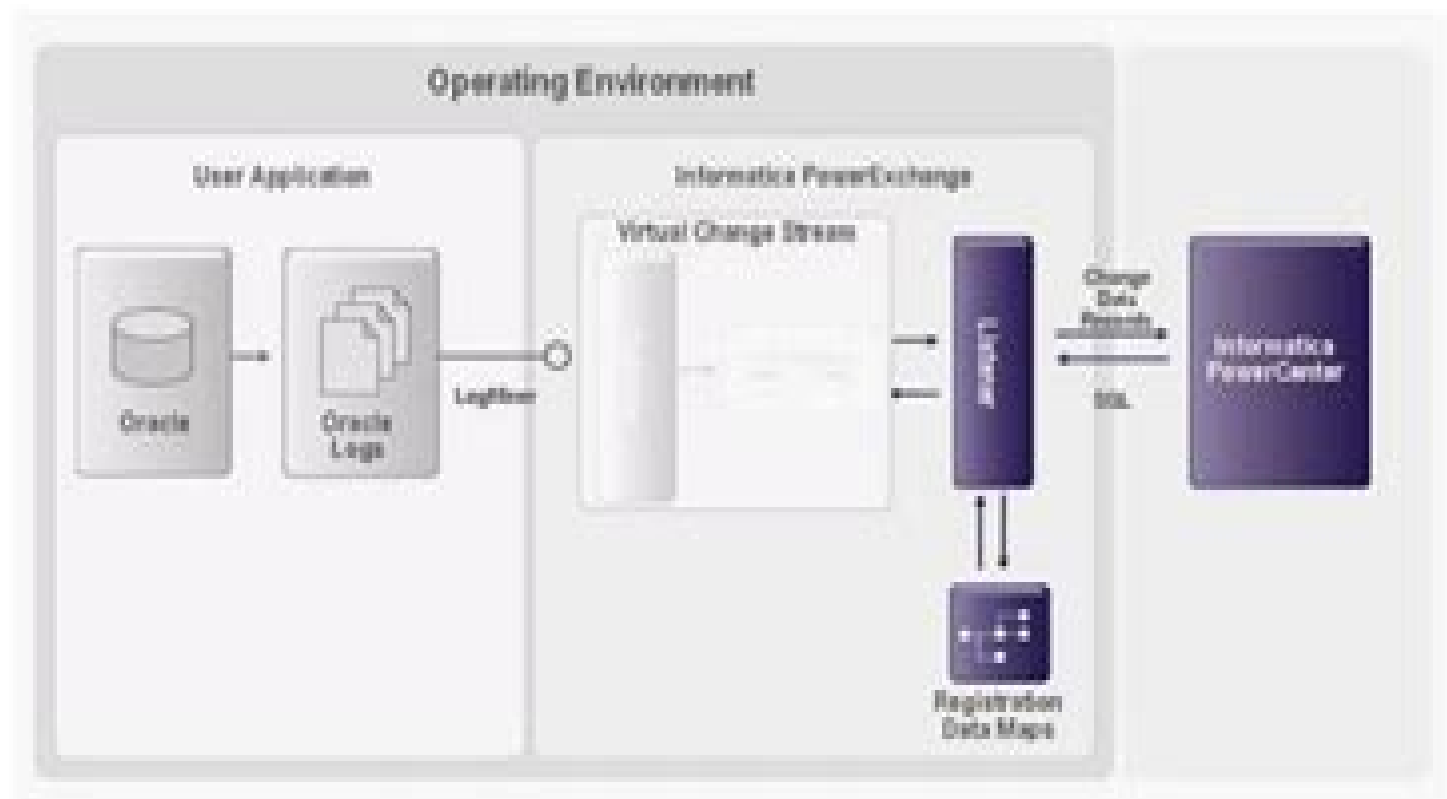 Operating Environment
User Application
Informatica PowerExchange
Virtual Change Stream
Oracle
Oracle
Logs
LogMiner
Listener
Change
Data
Records
SQL
Informatica
PowerCenter
Registration
Data Maps